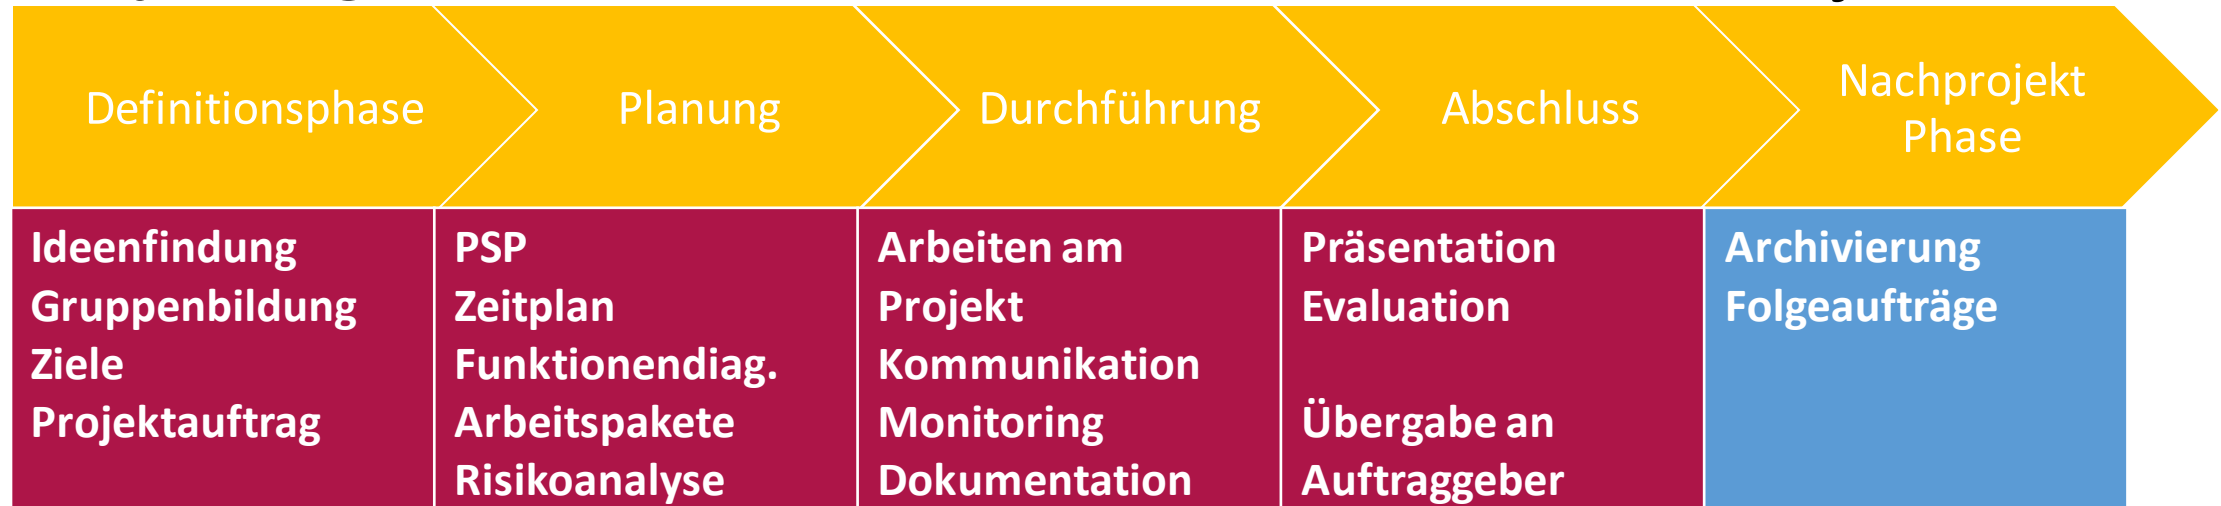 Definitionsphase
Planung
Durchführung
Abschluss
Nachprojekt
Phase
Ideenfindung
Gruppenbildung
Ziele
Projektauftrag
PSP
Zeitplan
Funktionendiag.
Arbeitspakete
Risikoanalyse
Arbeiten am
Projekt
Kommunikation
Monitoring
Dokumentation
Präsentation
Evaluation
Übergabe an
Auftraggeber
Archivierung
Folgeaufträge